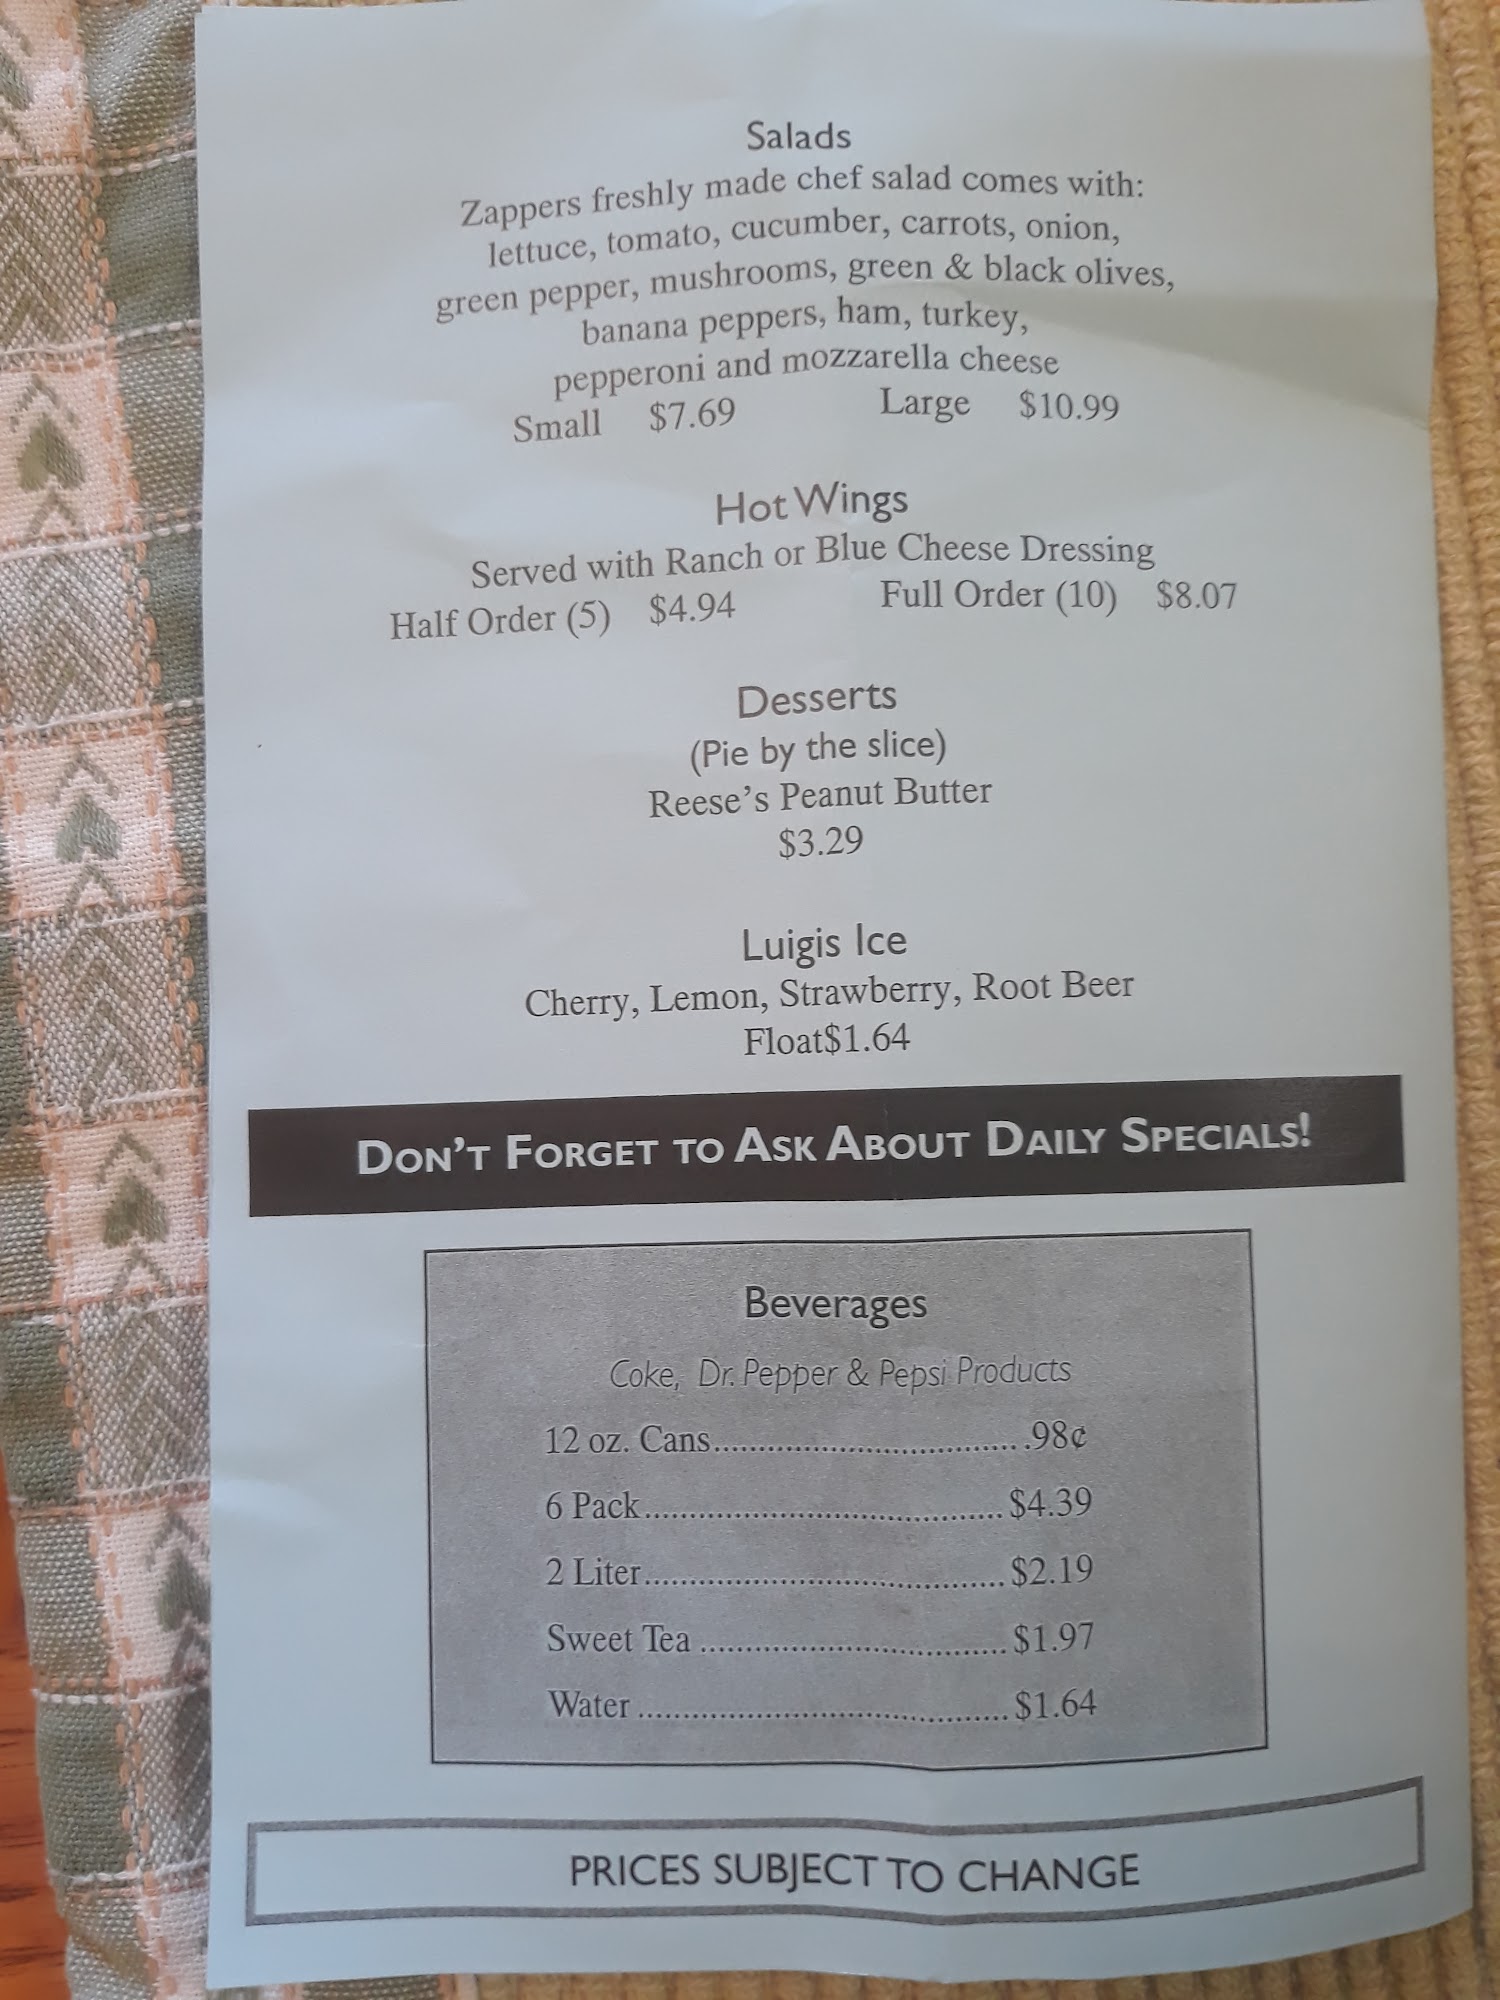 Salads
Zappers freshly made chef salad comes with:
lettuce, tomato, cucumber, carrots, onion,
green pepper, mushrooms, green & black olives,
banana peppers, ham, turkey,
pepperoni and mozzarella cheese
Small $7.69 Large $10.99
Hot Wings
Served with Ranch or Blue Cheese Dressing
Half Order (5) $4.94 Full Order (10) $8.07
Desserts
(Pie by the slice)
Reese's Peanut Butter
$3.29
Luigis Ice
Cherry, Lemon, Strawberry, Root Beer
Float$1.64
DON'T FORGET TO ASK ABOUT DAILY SPECIALS!
Beverages
Coke, Dr. Pepper & Pepsi Products
12 oz. Cans.......................................98¢
6 Pack.........................................$4.39
2 Liter.........................................$2.19
Sweet Tea ...................................$1.97
Water ..........................................$1.64
PRICES SUBJECT TO CHANGE